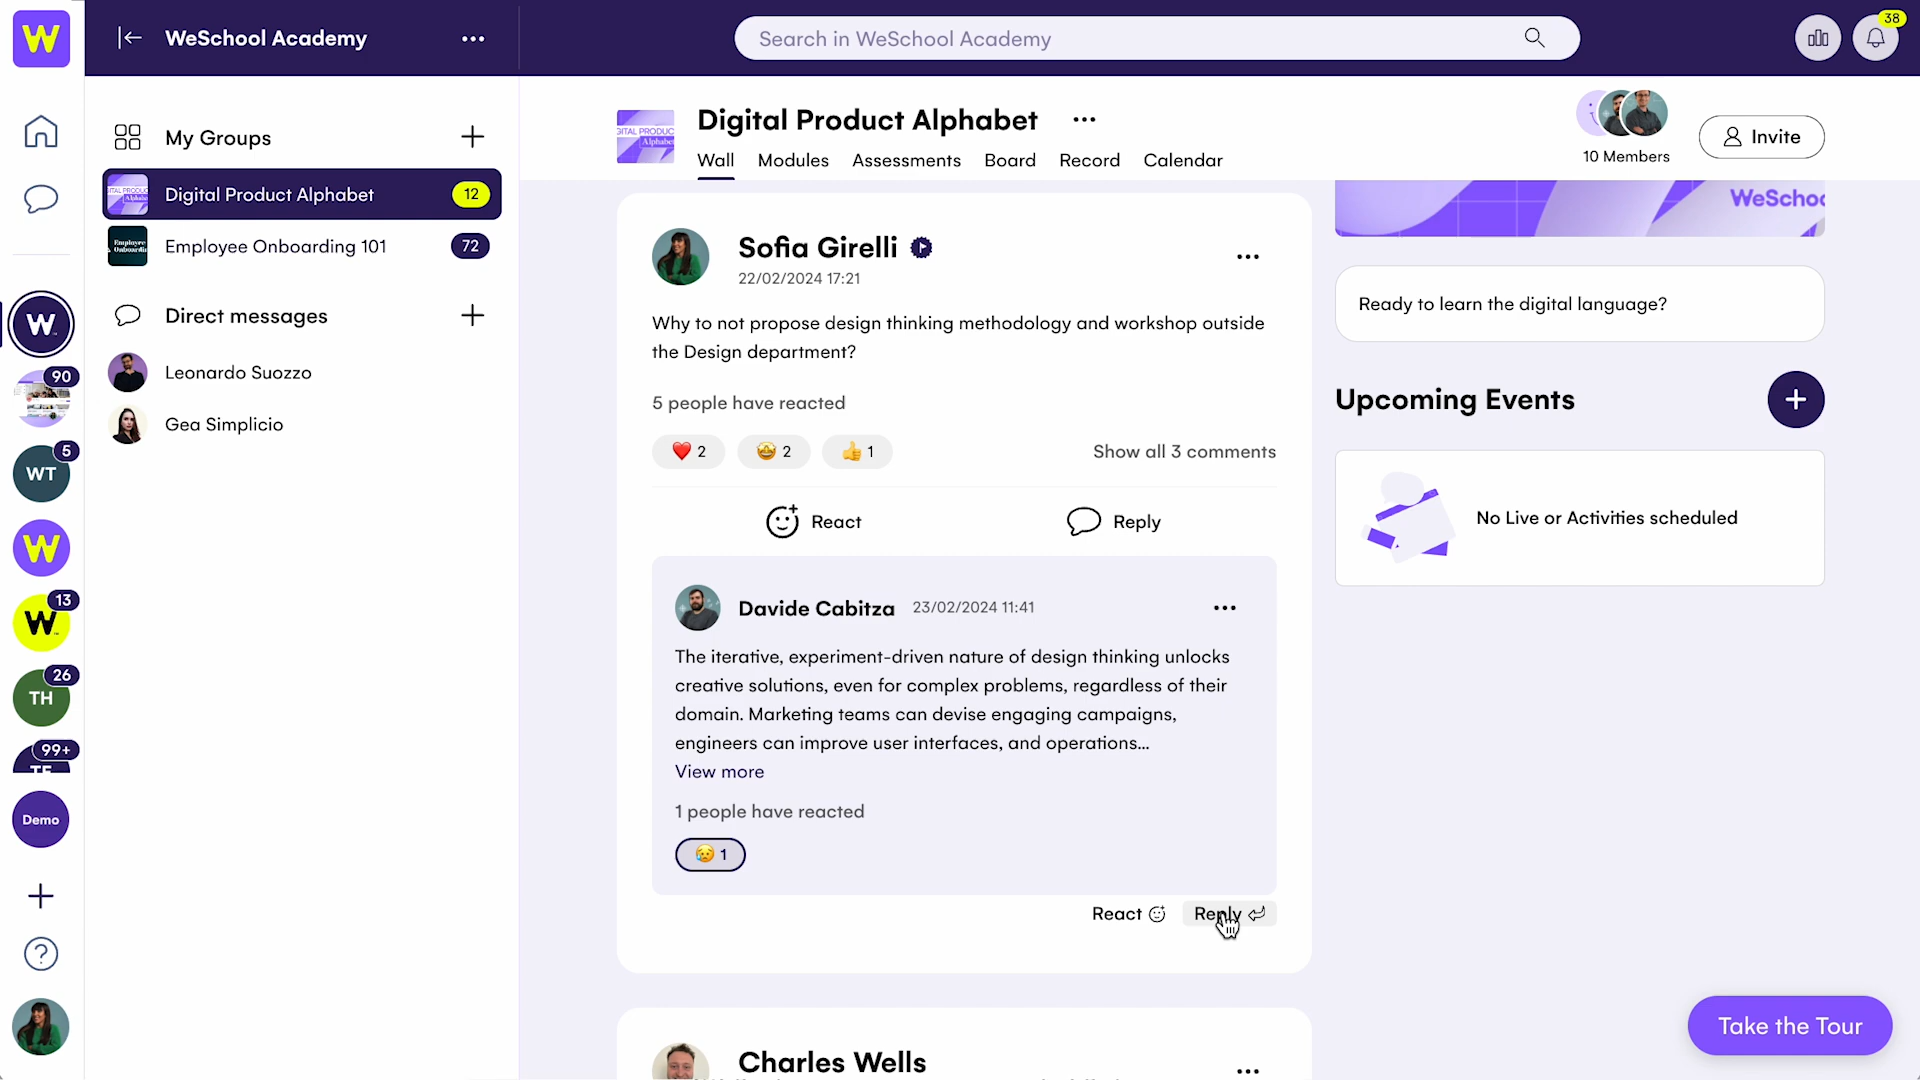 W
WeSchool Academy
Search in WeSchool Academy
38
My Groups
Digital Product Alphabet
12
Employee Onboarding 101
72
Direct messages
Leonardo Suozzo
Gea Simplicio
W
90
WT
5
W
W
13
TH
26
99+
Demo
Digital Product Alphabet
Wall
Modules
Assessments
Board
Record
Calendar
10 Members
Invite
Sofia Girelli
22/02/2024 17:21
Why to not propose design thinking methodology and workshop outside
the Design department?
5 people have reacted
2
2
1
Show all 3 comments
React
Reply
Davide Cabitza
23/02/2024 11:41
The iterative, experiment-driven nature of design thinking unlocks
creative solutions, even for complex problems, regardless of their
domain. Marketing teams can devise engaging campaigns,
engineers can improve user interfaces, and operations...
View more
1 people have reacted
1
React
Reply
Charles Wells
Ready to learn the digital language?
Upcoming Events
No Live or Activities scheduled
Take the Tour